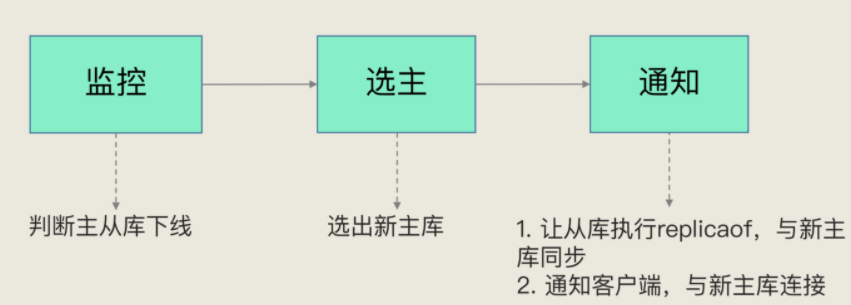 监控
选主
通知
判断主从库下线
选出新主库
1. 让从库执行replicaof，与新主
库同步
2. 通知客户端，与新主库连接